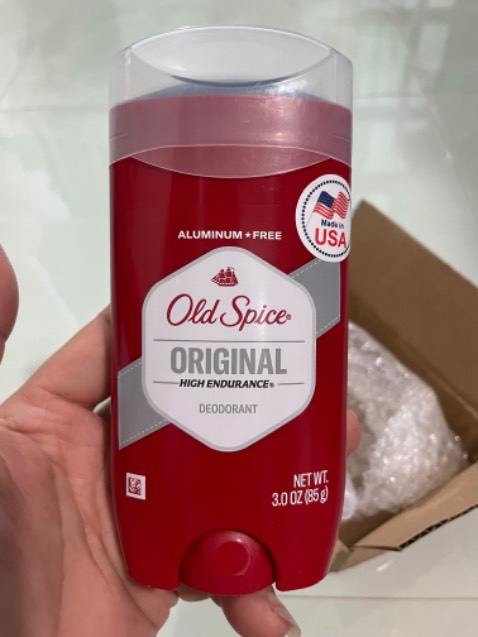 Made in
USA
ALUMINUM★FREE
Old Spice®
ORIGINAL
HIGH ENDURANCE®
DEODORANT
NET WT.
3.0 OZ (85 g)